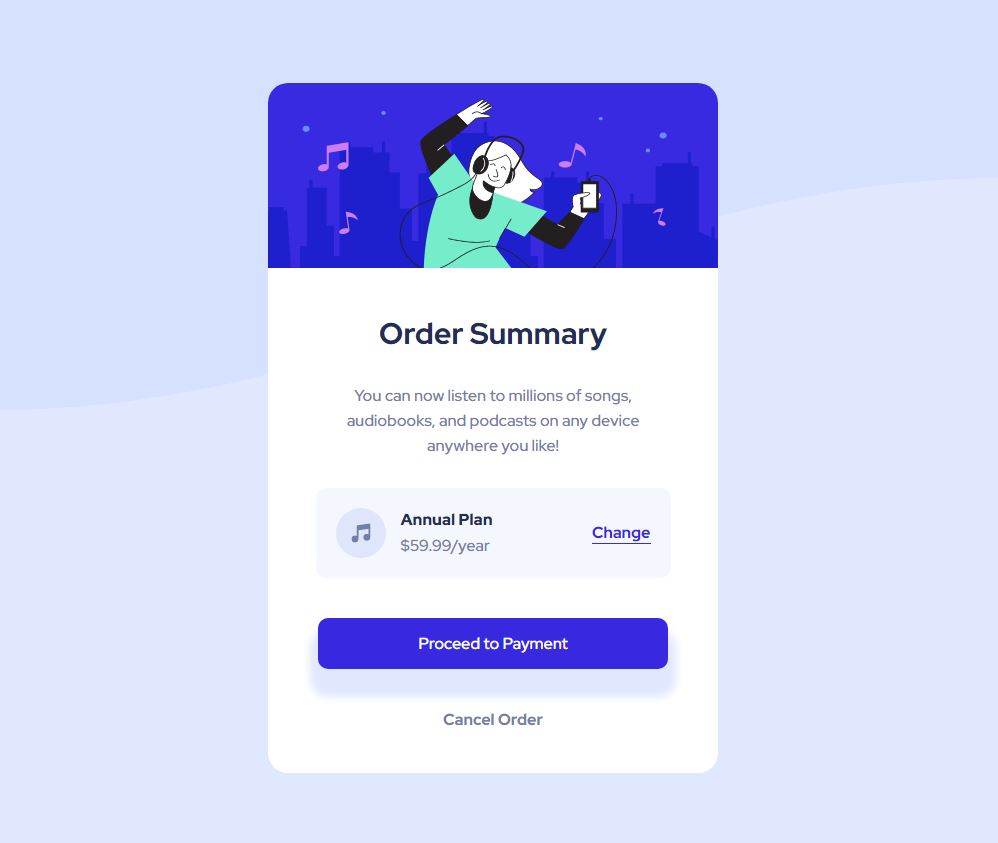 Order Summary
You can now listen to millions of songs,
audiobooks, and podcasts on any device
anywhere you like!
Annual Plan
$59.99/year
Change
Proceed to Payment
Cancel Order